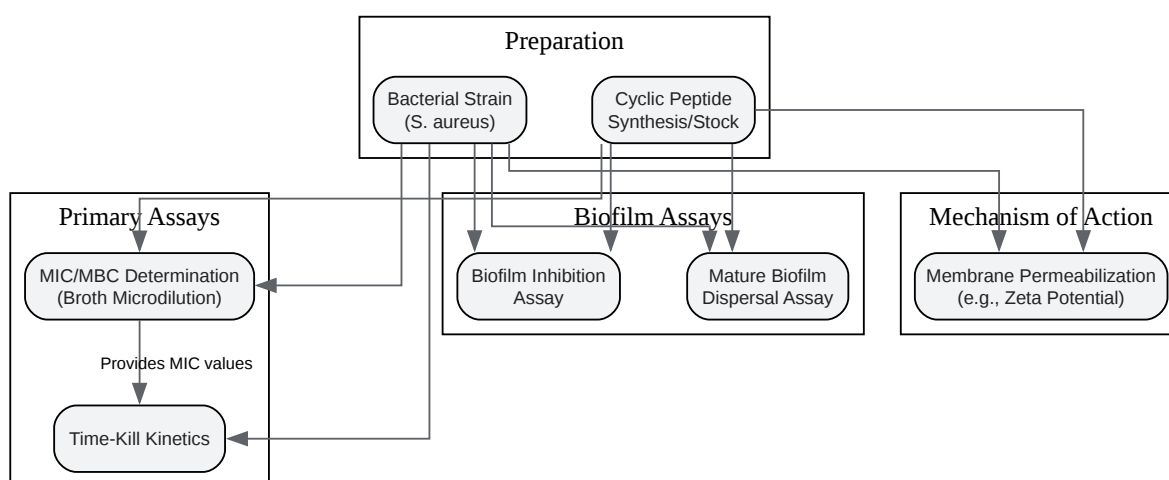 Preparation
Bacterial Strain
(S. aureus)
Cyclic Peptide
Synthesis/Stock
Primary Assays
MIC/MBC Determination
(Broth Microdilution)
Provides MIC values
Time-Kill Kinetics
Biofilm Assays
Biofilm Inhibition
Assay
Mature Biofilm
Dispersal Assay
Mechanism of Action
Membrane Permeabilization
(e.g., Zeta Potential)